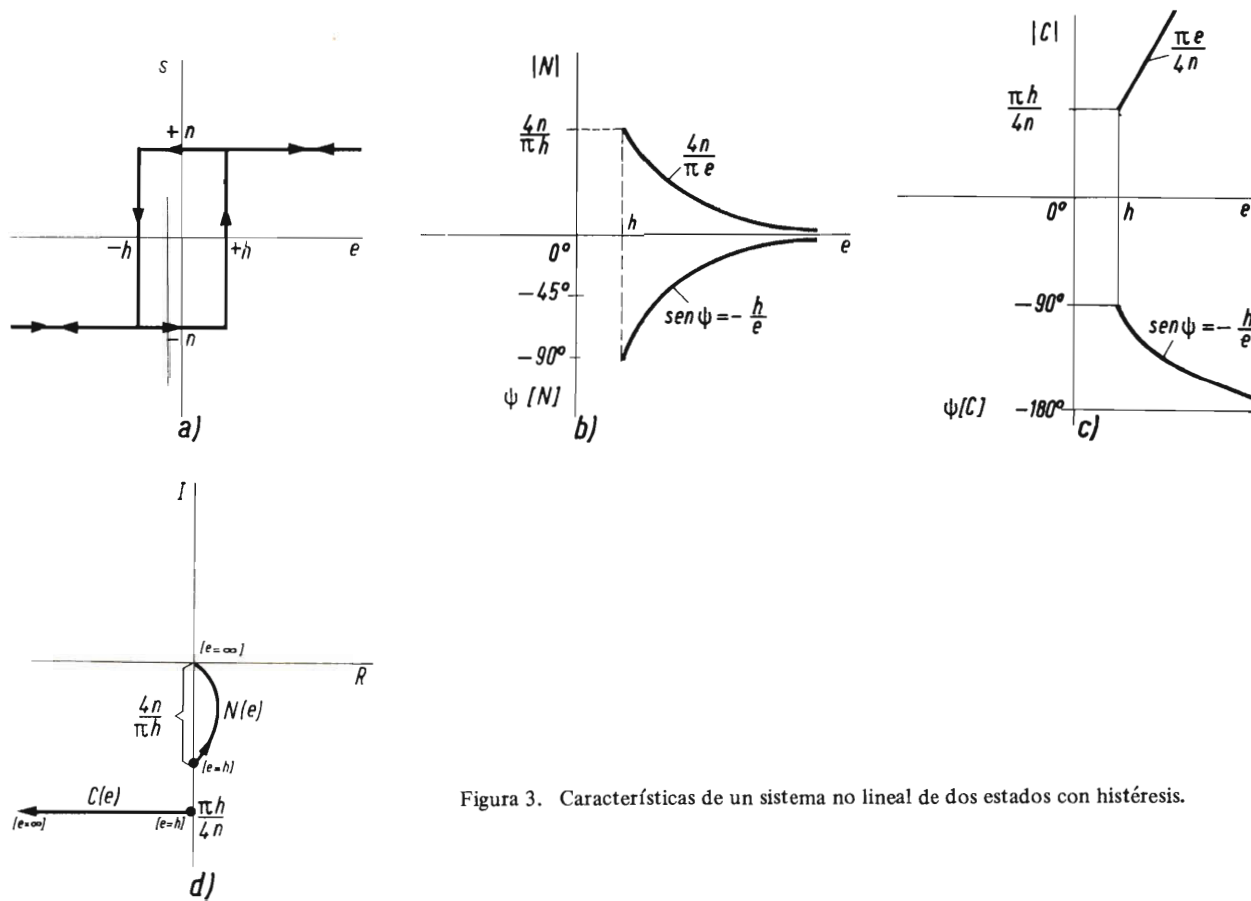 s
+n
-h
+h
e
-n
a)
|N|
4n/πh
4n/πe
h
0°
e
-45°
sen ψ = - h/e
-90°
ψ [N]
b)
|C|
πe/4n
πh/4n
0°
h
e
-90°
sen ψ = - h/e
ψ[C]
-180°
c)
I
[e=∞]
R
4n/πh
N(e)
[e=h]
C(e)
[e=∞]
[e=h]
πh/4n
d)
Figura 3. Características de un sistema no lineal de dos estados con histéresis.